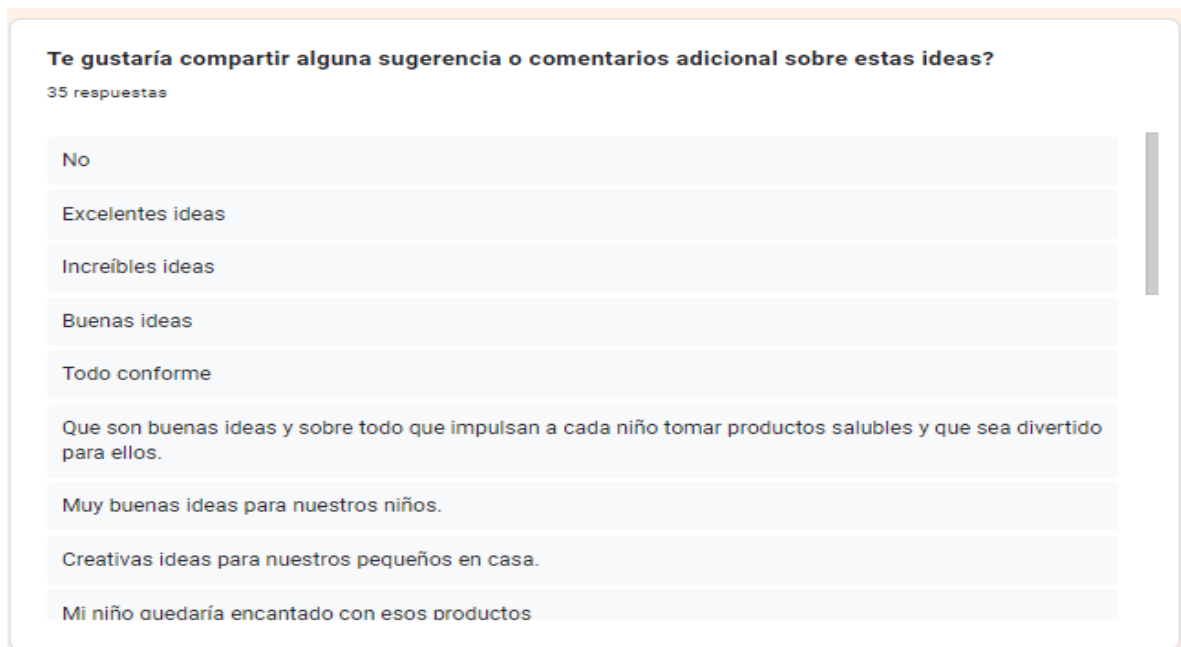 Te gustaría compartir alguna sugerencia o comentarios adicional sobre estas ideas?
35 respuestas
No
Excelentes ideas
Increíbles ideas
Buenas ideas
Todo conforme
Que son buenas ideas y sobre todo que impulsan a cada niño tomar productos salubles y que sea divertido
para ellos.
Muy buenas ideas para nuestros niños.
Creativas ideas para nuestros pequeños en casa.
Mi niño quedaría encantado con esos productos